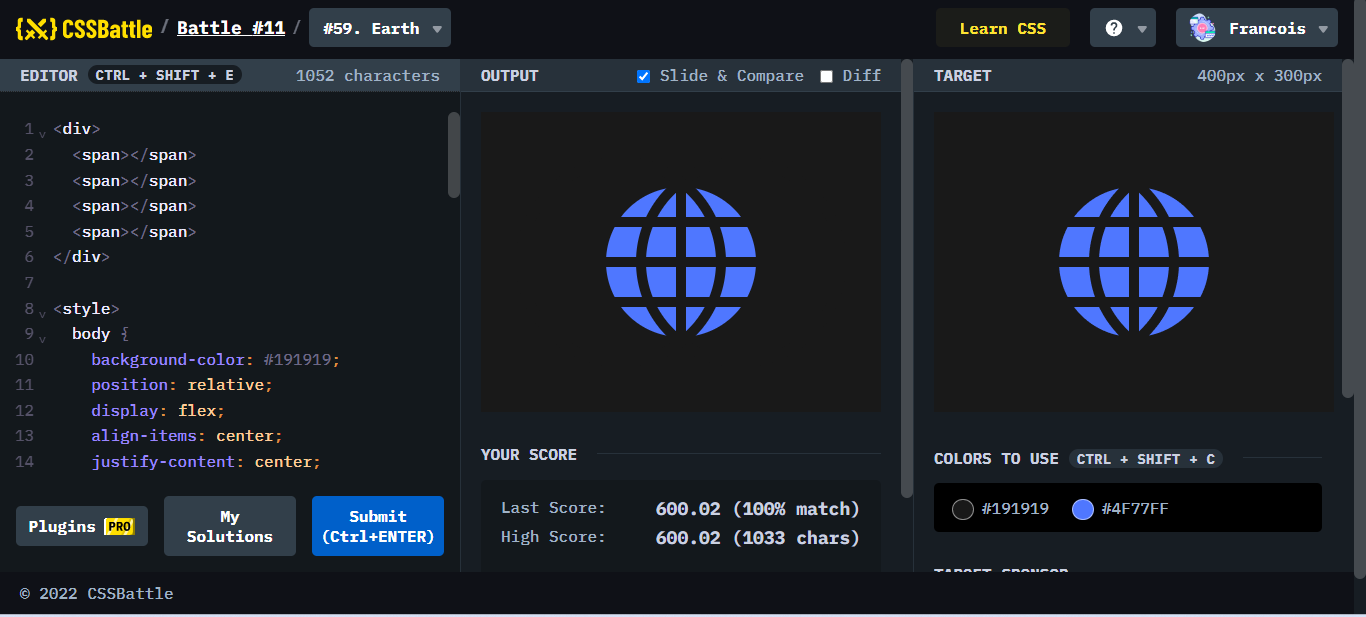 {X} CSSBattle / Battle #11 / #59. Earth
Learn CSS
?
Francois
EDITOR CTRL + SHIFT + E 1052 characters
1 <div>
2 <span></span>
3 <span></span>
4 <span></span>
5 <span></span>
6 </div>
7
8 <style>
9 body {
10 background-color: #191919;
11 position: relative;
12 display: flex;
13 align-items: center;
14 justify-content: center;
Plugins PRO
My Solutions
Submit (Ctrl+ENTER)
OUTPUT Slide & Compare Diff
YOUR SCORE
Last Score: 600.02 (100% match)
High Score: 600.02 (1033 chars)
TARGET 400px x 300px
COLORS TO USE CTRL + SHIFT + C
#191919 #4F77FF
TARGET SPONSOR
© 2022 CSSBattle